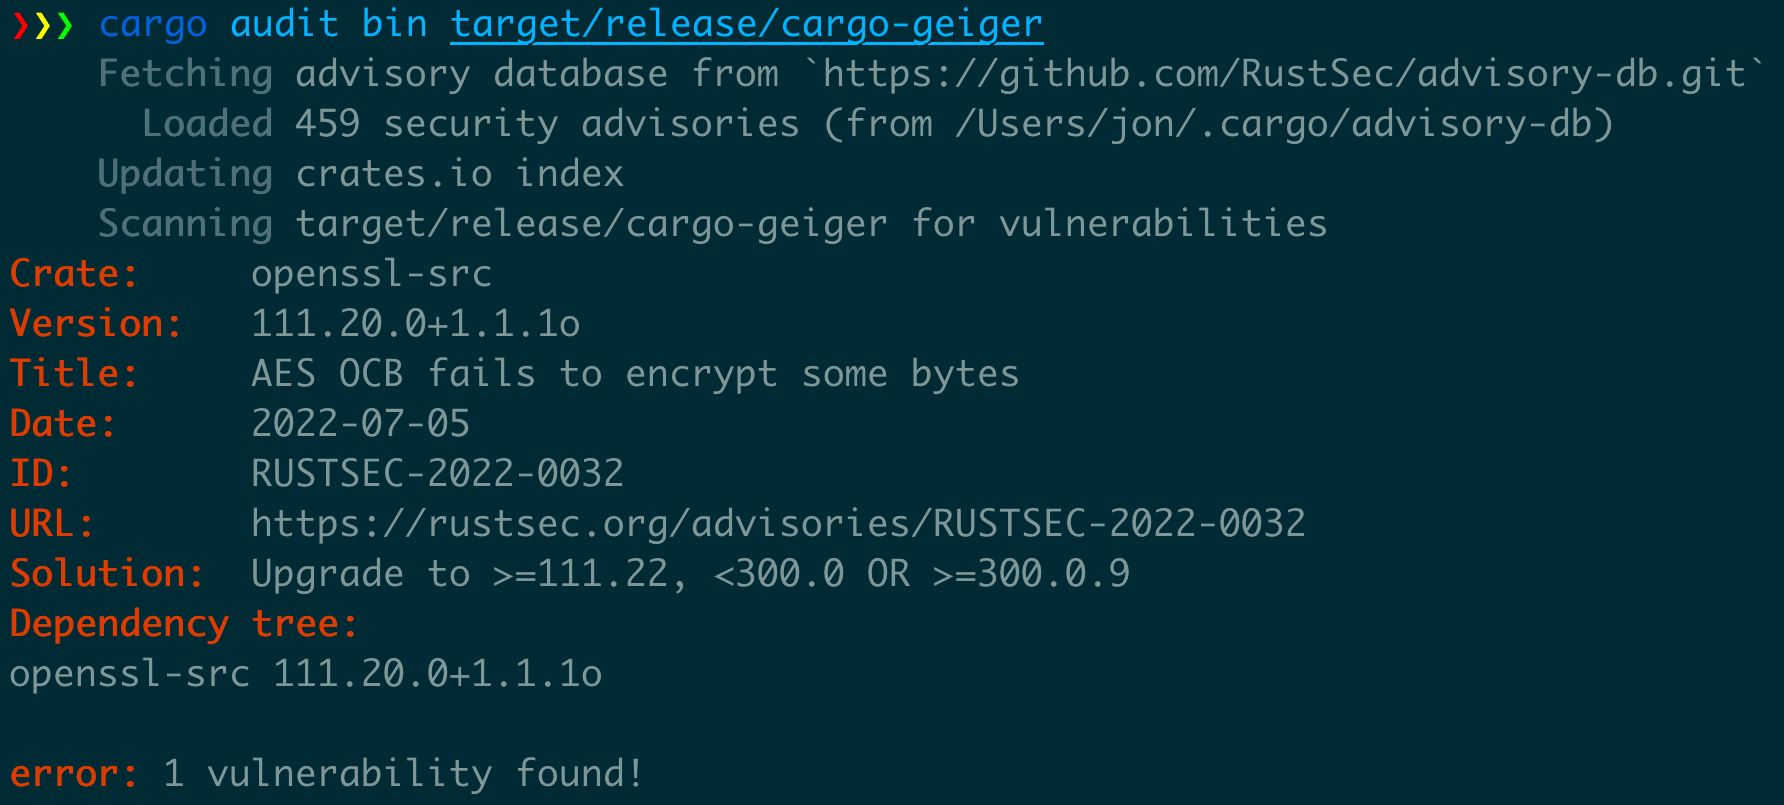 ❯❯❯ cargo audit bin target/release/cargo-geiger
Fetching advisory database from `https://github.com/RustSec/advisory-db.git`
Loaded 459 security advisories (from /Users/jon/.cargo/advisory-db)
Updating crates.io index
Scanning target/release/cargo-geiger for vulnerabilities
Crate: openssl-src
Version: 111.20.0+1.1.1o
Title: AES OCB fails to encrypt some bytes
Date: 2022-07-05
ID: RUSTSEC-2022-0032
URL: https://rustsec.org/advisories/RUSTSEC-2022-0032
Solution: Upgrade to >=111.22, <300.0 OR >=300.0.9
Dependency tree:
openssl-src 111.20.0+1.1.1o
error: 1 vulnerability found!